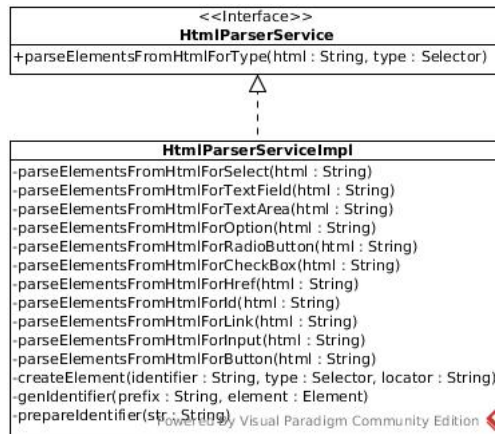 <<Interface>>
HtmlParserService
+parseElementsFromHtmlForType(html : String, type : Selector)
HtmlParserServiceImpl
-parseElementsFromHtmlForSelect(html : String)
-parseElementsFromHtmlForTextField(html : String)
-parseElementsFromHtmlForTextArea(html : String)
-parseElementsFromHtmlForOption(html : String)
-parseElementsFromHtmlForRadioButton(html : String)
-parseElementsFromHtmlForCheckBox(html : String)
-parseElementsFromHtmlForHref(html : String)
-parseElementsFromHtmlForId(html : String)
-parseElementsFromHtmlForLink(html : String)
-parseElementsFromHtmlForInput(html : String)
-parseElementsFromHtmlForButton(html : String)
-createElement(identifier : String, type : Selector, locator : String)
-genIdentifier(prefix : String, element : Element)
-prepareIdentifier(str : String)
Powered By Visual Paradigm Community Edition